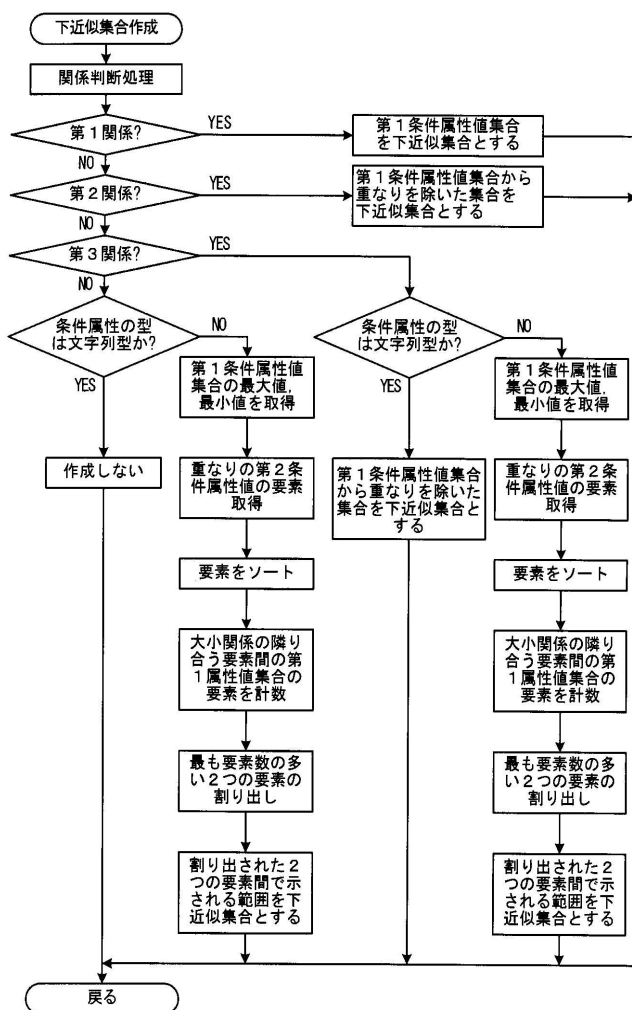 下近似集合作成
関係判断処理
第1関係?
YES
第1条件属性値集合
を下近似集合とする
NO
第2関係?
YES
第1条件属性値集合から
重なりを除いた集合を
下近似集合とする
NO
第3関係?
YES
NO
条件属性の型
は文字列型か?
NO
YES
作成しない
第1条件属性値
集合の最大値,
最小値を取得
重なりの第2条
件属性値の要素
取得
要素をソート
大小関係の隣り
合う要素間の第
1属性値集合の
要素を計数
最も要素数の多
い2つの要素の
割り出し
割り出された2
つの要素間で示
される範囲を下
近似集合とする
条件属性の型
は文字列型か?
NO
YES
第1条件属性値集合
から重なりを除いた
集合を下近似集合と
する
第1条件属性値
集合の最大値,
最小値を取得
重なりの第2条
件属性値の要素
取得
要素をソート
大小関係の隣り
合う要素間の第
1属性値集合の
要素を計数
最も要素数の多
い2つの要素の
割り出し
割り出された2
つの要素間で示
される範囲を下
近似集合とする
戻る